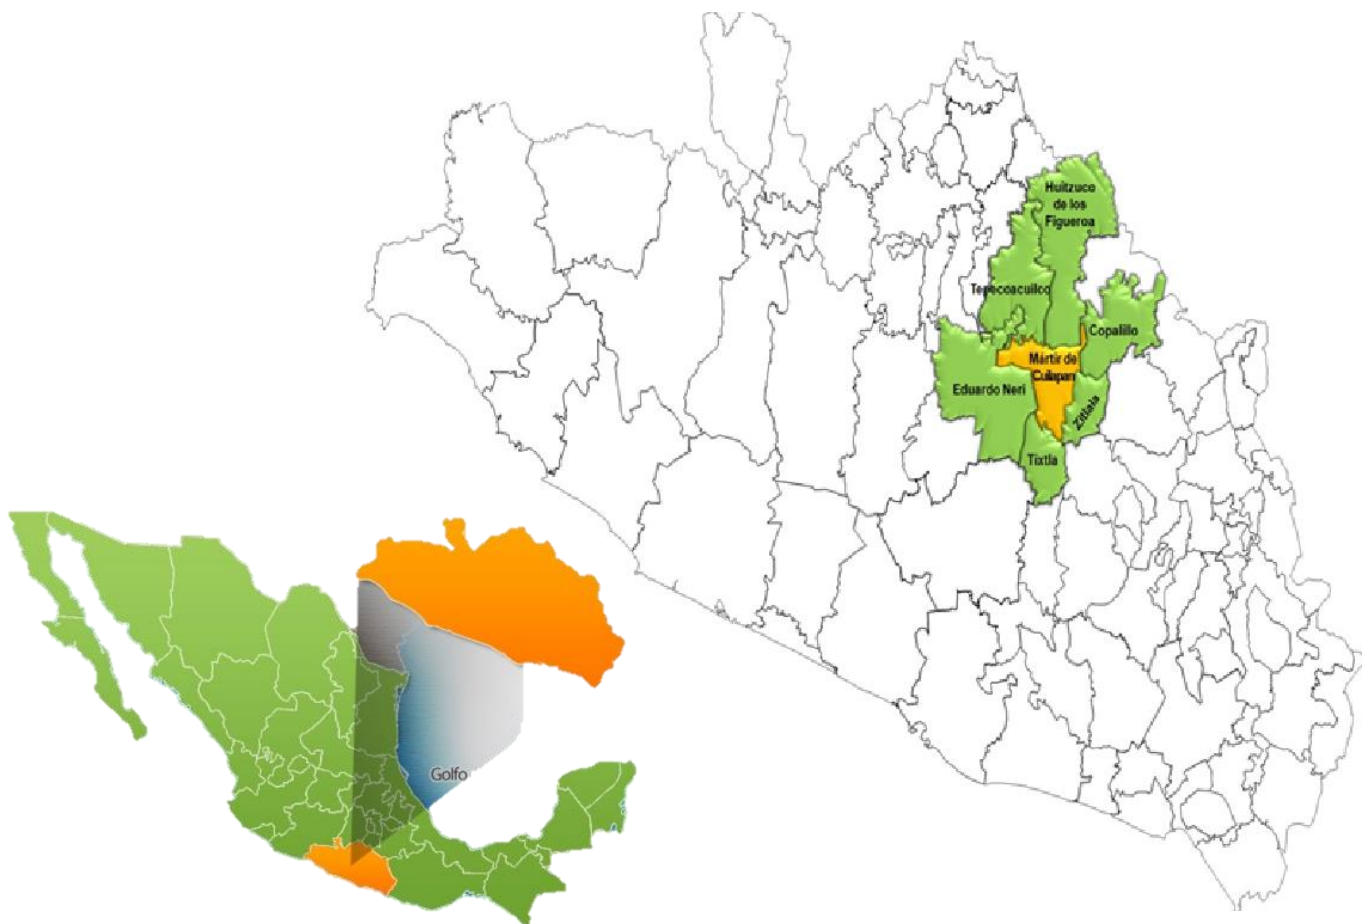 Huitzuco
de los
Figueroa
Tepecoacuilco
Copalillo
Mártir de
Cuilapan
Eduardo Neri
Zitlala
Tixtla
Golfo